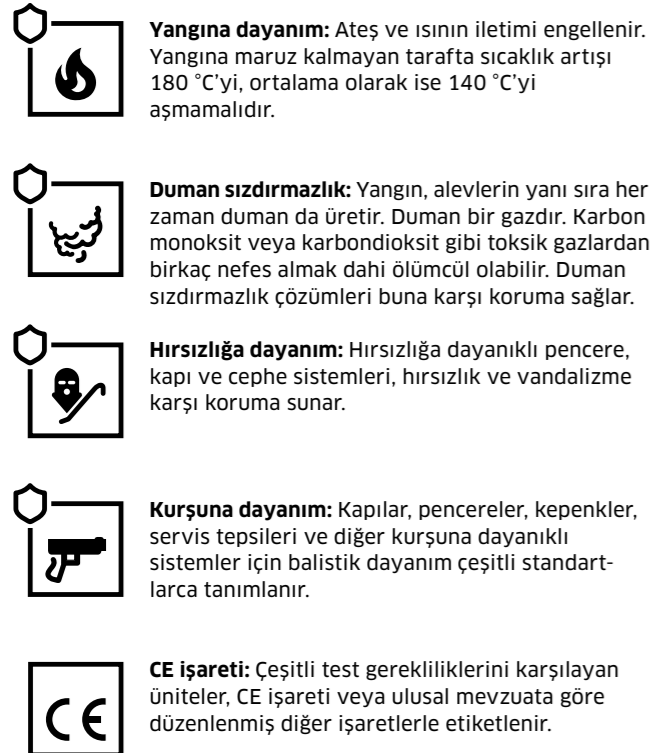 Yangına dayanım: Ateş ve ısının iletimi engellenir.
Yangına maruz kalmayan tarafta sıcaklık artışı
180 °C’yi, ortalama olarak ise 140 °C’yi
aşmamalıdır.
Duman sızdırmazlık: Yangın, alevlerin yanı sıra her
zaman duman da üretir. Duman bir gazdır. Karbon
monoksit veya karbondioksit gibi toksik gazlardan
birkaç nefes almak dahi ölümcül olabilir. Duman
sızdırmazlık çözümleri buna karşı koruma sağlar.
Hırsızlığa dayanım: Hırsızlığa dayanıklı pencere,
kapı ve cephe sistemleri, hırsızlık ve vandalizme
karşı koruma sunar.
Kurşuna dayanım: Kapılar, pencereler, kepenkler,
servis tepsileri ve diğer kurşuna dayanıklı
sistemler için balistik dayanım çeşitli standart-
larca tanımlanır.
CE işareti: Çeşitli test gerekliliklerini karşılayan
üniteler, CE işareti veya ulusal mevzuata göre
düzenlenmiş diğer işaretlerle etiketlenir.
CE